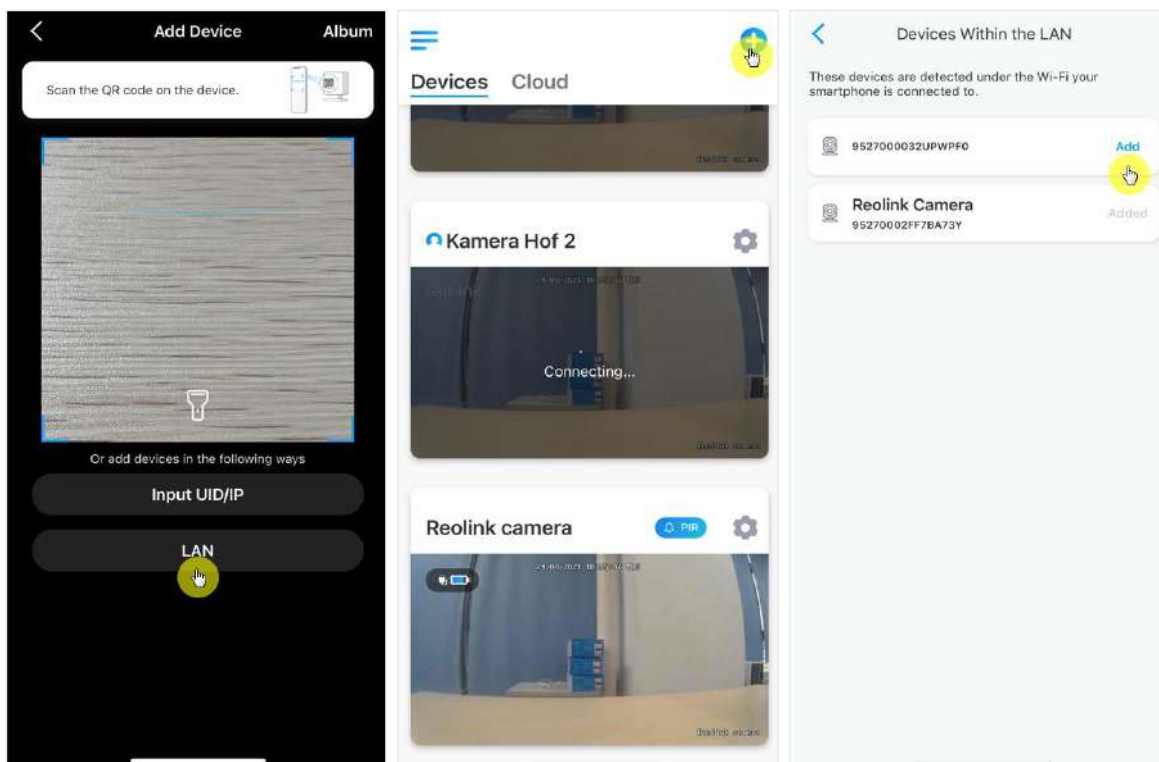 Add Device
Album
Scan the QR code on the device.
Or add devices in the following ways
Input UID/IP
LAN
Devices
Cloud
Kamera Hof 2
Connecting...
Reolink camera
PIR
Devices Within the LAN
These devices are detected under the Wi-Fi your
smartphone is connected to.
9527000032UPWPF0
Add
Reolink Camera
95270002FF7BA73Y
Added